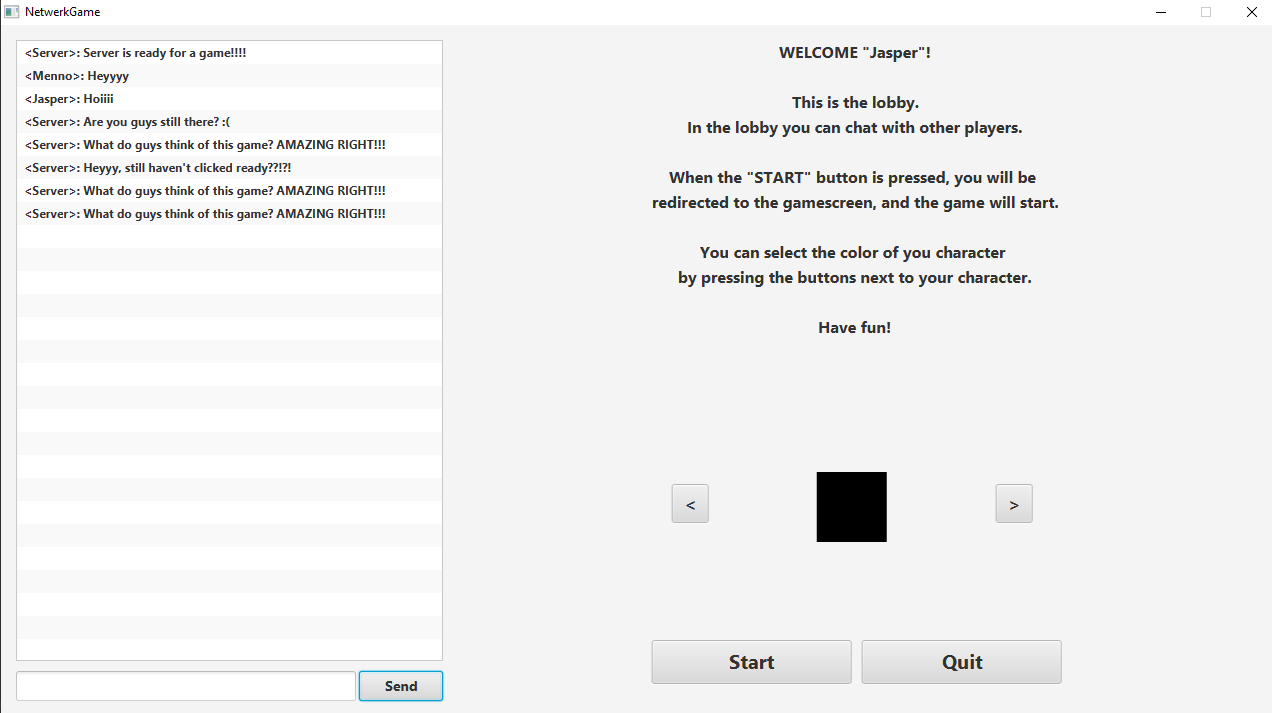 NetwerkGame
<Server>: Server is ready for a game!!!!
<Menno>: Heyyyy
<Jasper>: Hoiiii
<Server>: Are you guys still there? :(
<Server>: What do guys think of this game? AMAZING RIGHT!!!
<Server>: Heyyy, still haven't clicked ready??!?!
<Server>: What do guys think of this game? AMAZING RIGHT!!!
<Server>: What do guys think of this game? AMAZING RIGHT!!!
Send
WELCOME "Jasper"!
This is the lobby.
In the lobby you can chat with other players.
When the "START" button is pressed, you will be
redirected to the gamescreen, and the game will start.
You can select the color of you character
by pressing the buttons next to your character.
Have fun!
< >
Start Quit